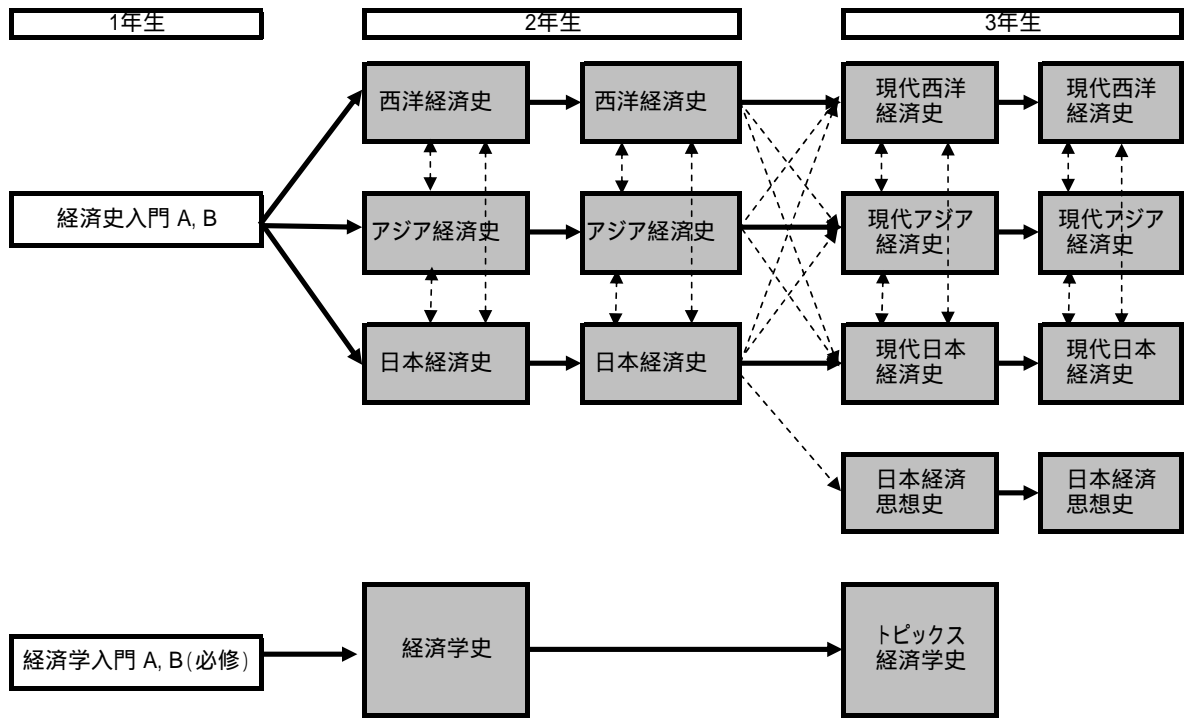 1年生
2年生
3年生
西洋経済史
西洋経済史
現代西洋
経済史
現代西洋
経済史
経済史入門 A, B
アジア経済史
アジア経済史
現代アジア
経済史
現代アジア
経済史
日本経済史
日本経済史
現代日本
経済史
現代日本
経済史
日本経済
思想史
日本経済
思想史
経済学入門 A, B(必修)
経済学史
トピックス
経済学史